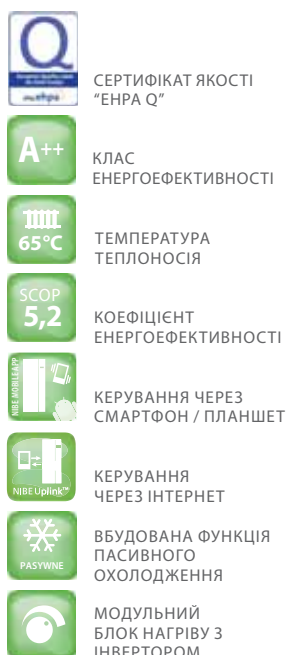 Q
ehpa
СЕРТИФІКАТ ЯКОСТІ
“EHPA Q”
A++
КЛАС
ЕНЕРГОЕФЕКТИВНОСТІ
65°C
ТЕМПЕРАТУРА
ТЕПЛОНОСІЯ
SCOP
5,2
КОЕФІЦІЄНТ
ЕНЕРГОЕФЕКТИВНОСТІ
NIBE MOBILE APP
КЕРУВАННЯ ЧЕРЕЗ
СМАРТФОН / ПЛАНШЕТ
NIBE Uplink™
КЕРУВАННЯ
ЧЕРЕЗ ІНТЕРНЕТ
PASYWNE
ВБУДОВАНА ФУНКЦІЯ
ПАСИВНОГО
ОХОЛОДЖЕННЯ
МОДУЛЬНИЙ
БЛОК НАГРІВУ З
ІНВЕРТОРОМ